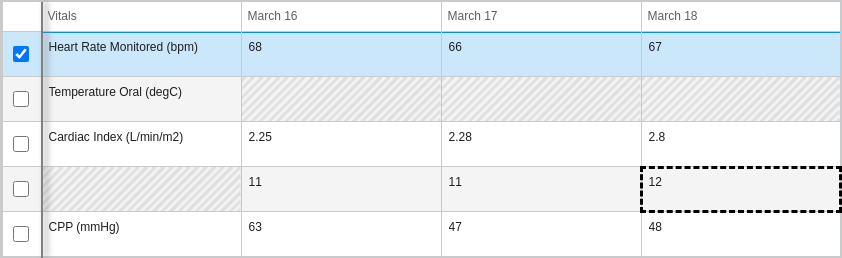 Vitals March 16 March 17 March 18
Heart Rate Monitored (bpm) 68 66 67
Temperature Oral (degC)
Cardiac Index (L/min/m2) 2.25 2.28 2.8
11 11 12
CPP (mmHg) 63 47 48